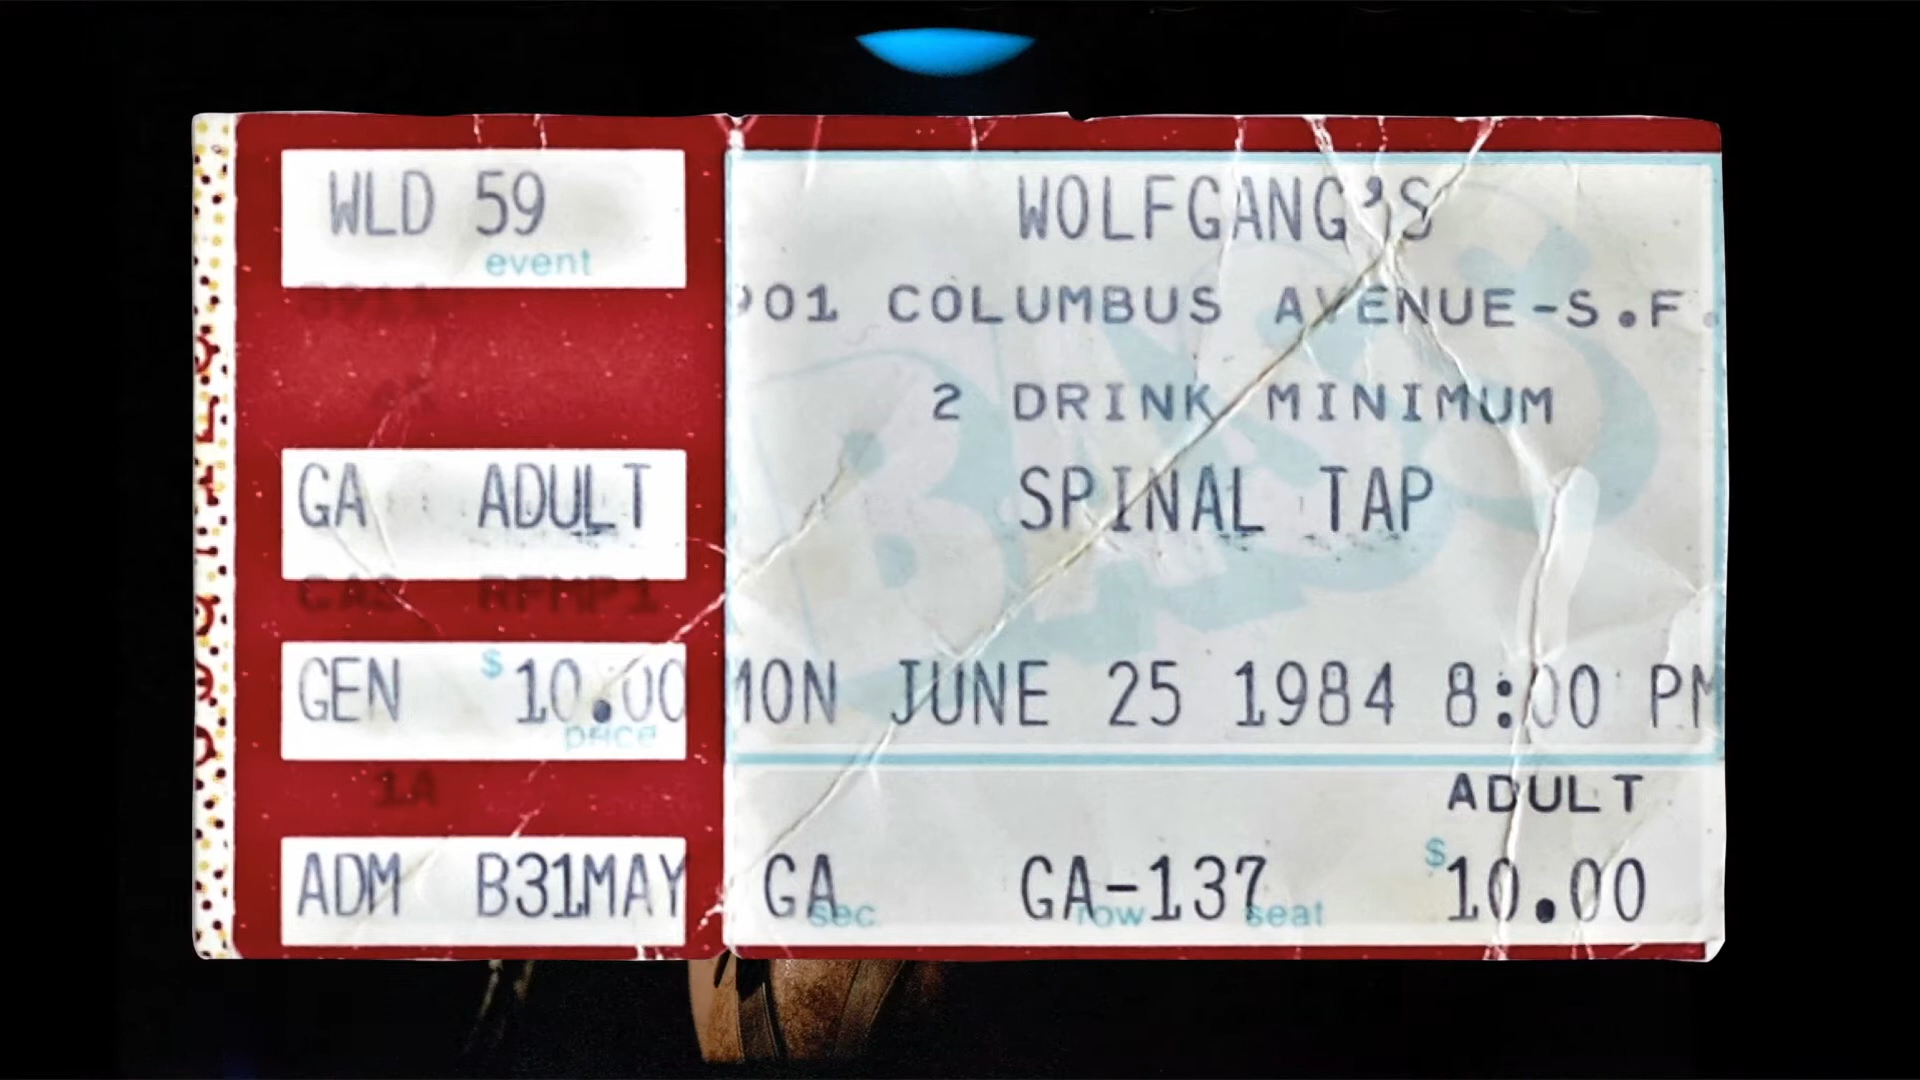 WLD 59
event
GA ADULT
GEN $10.00
price
1A
ADM B31MAY
WOLFGANG'S
901 COLUMBUS AVENUE-S.F.
2 DRINK MINIMUM
SPINAL TAP
MON JUNE 25 1984 8:00 PM
ADULT
GA GA-137 $10.00
sec row seat